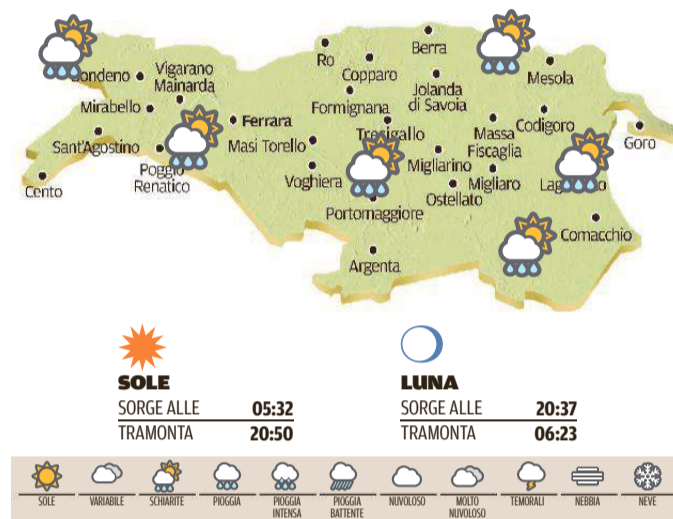 Ro
Berra
Bondeno
Vigarano
Mainarda
Copparo
Mesola
Mirabello
Formignana
Jolanda
di Savoia
Ferrara
Tresigallo
Massa
Fiscaglia
Codigoro
Goro
Sant'Agostino
Masi Torello
Migliarino
Cento
Poggio
Renatico
Voghiera
Migliaro
Ostellato
Portomaggiore
Comacchio
Argenta
SOLE
SORGE ALLE 05:32
TRAMONTA 20:50
LUNA
SORGE ALLE 20:37
TRAMONTA 06:23
SOLE
VARIABILE
SCHIARITE
PIOGGIA
PIOGGIA
INTENSA
PIOGGIA
BATTENTE
NUVOLOSO
MOLTO
NUVOLOSO
TEMORALI
NEBBIA
NEVE